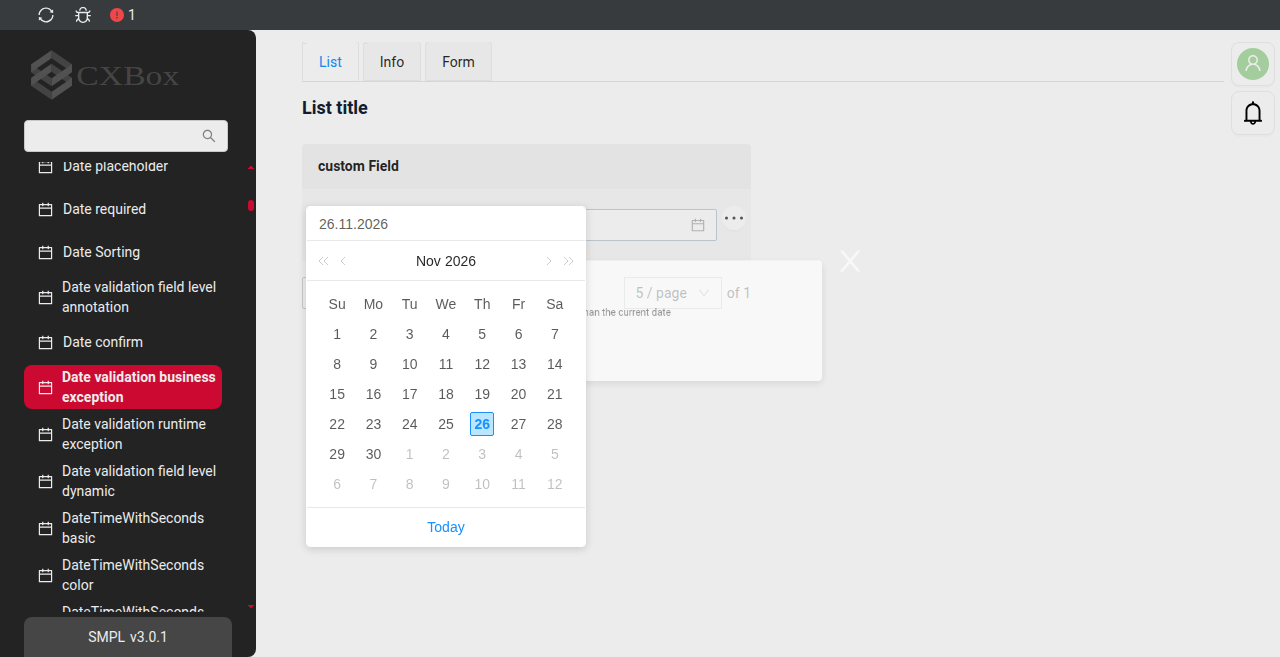 1
CXBox
List
Info
Form
List title
custom Field
Date placeholder
Date required
Date Sorting
Date validation field level
annotation
Date confirm
Date validation business
exception
Date validation runtime
exception
Date validation field level
dynamic
DateTimeWithSeconds
basic
DateTimeWithSeconds
color
DateTimeWithSeconds
SMPL v3.0.1
26.11.2026
Nov 2026
Su Mo Tu We Th Fr Sa
1 2 3 4 5 6 7
8 9 10 11 12 13 14
15 16 17 18 19 20 21
22 23 24 25 26 27 28
29 30 1 2 3 4 5
6 7 8 9 10 11 12
Today
5 / page
of 1
than the current date